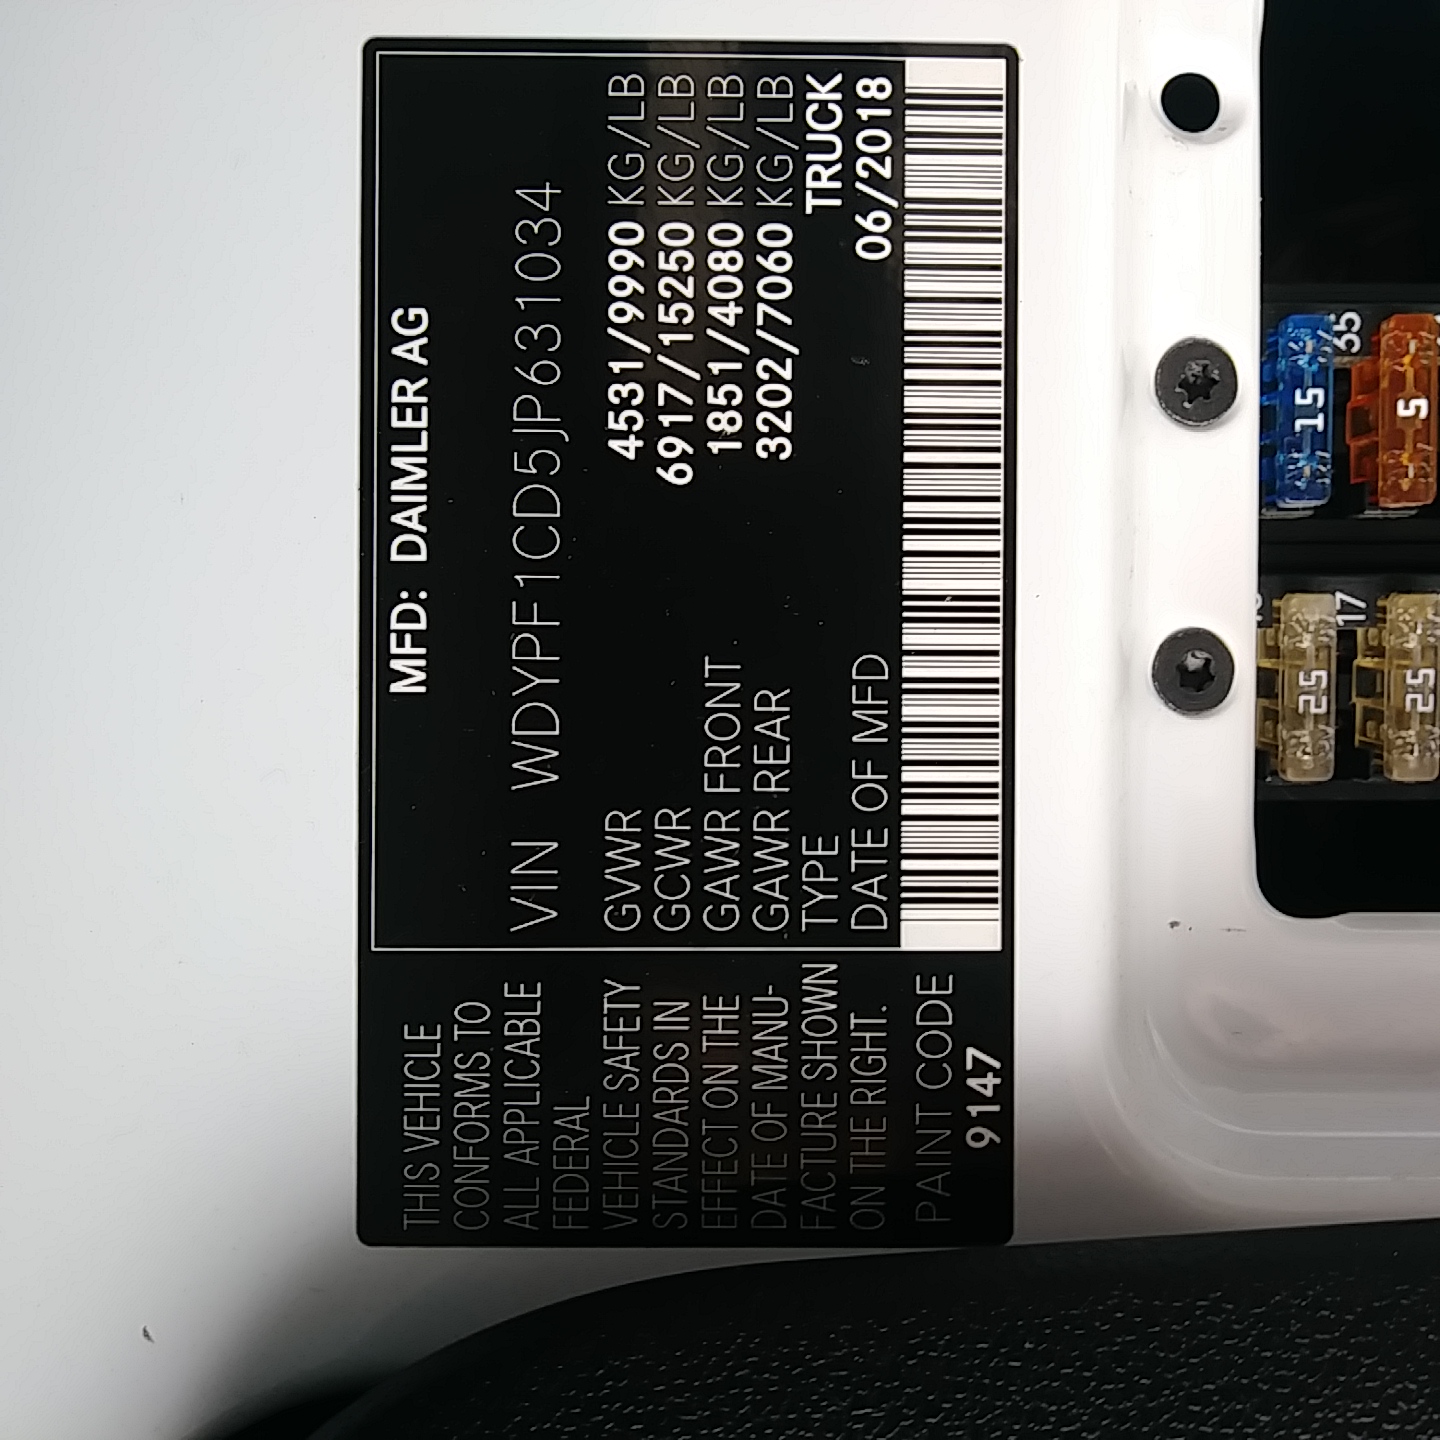 MFD: DAIMLER AG
VIN WDYPF1CD5JP631034
GVWR 4531/9990 KG/LB
GCWR 6917/15250 KG/LB
GAWR FRONT 1851/4080 KG/LB
GAWR REAR 3202/7060 KG/LB
TYPE TRUCK
DATE OF MFD 06/2018
THIS VEHICLE
CONFORMS TO
ALL APPLICABLE
FEDERAL
VEHICLE SAFETY
STANDARDS IN
EFFECT ON THE
DATE OF MANU-
FACTURE SHOWN
ON THE RIGHT.
PAINT CODE
9147
15
35
5
25
17
25